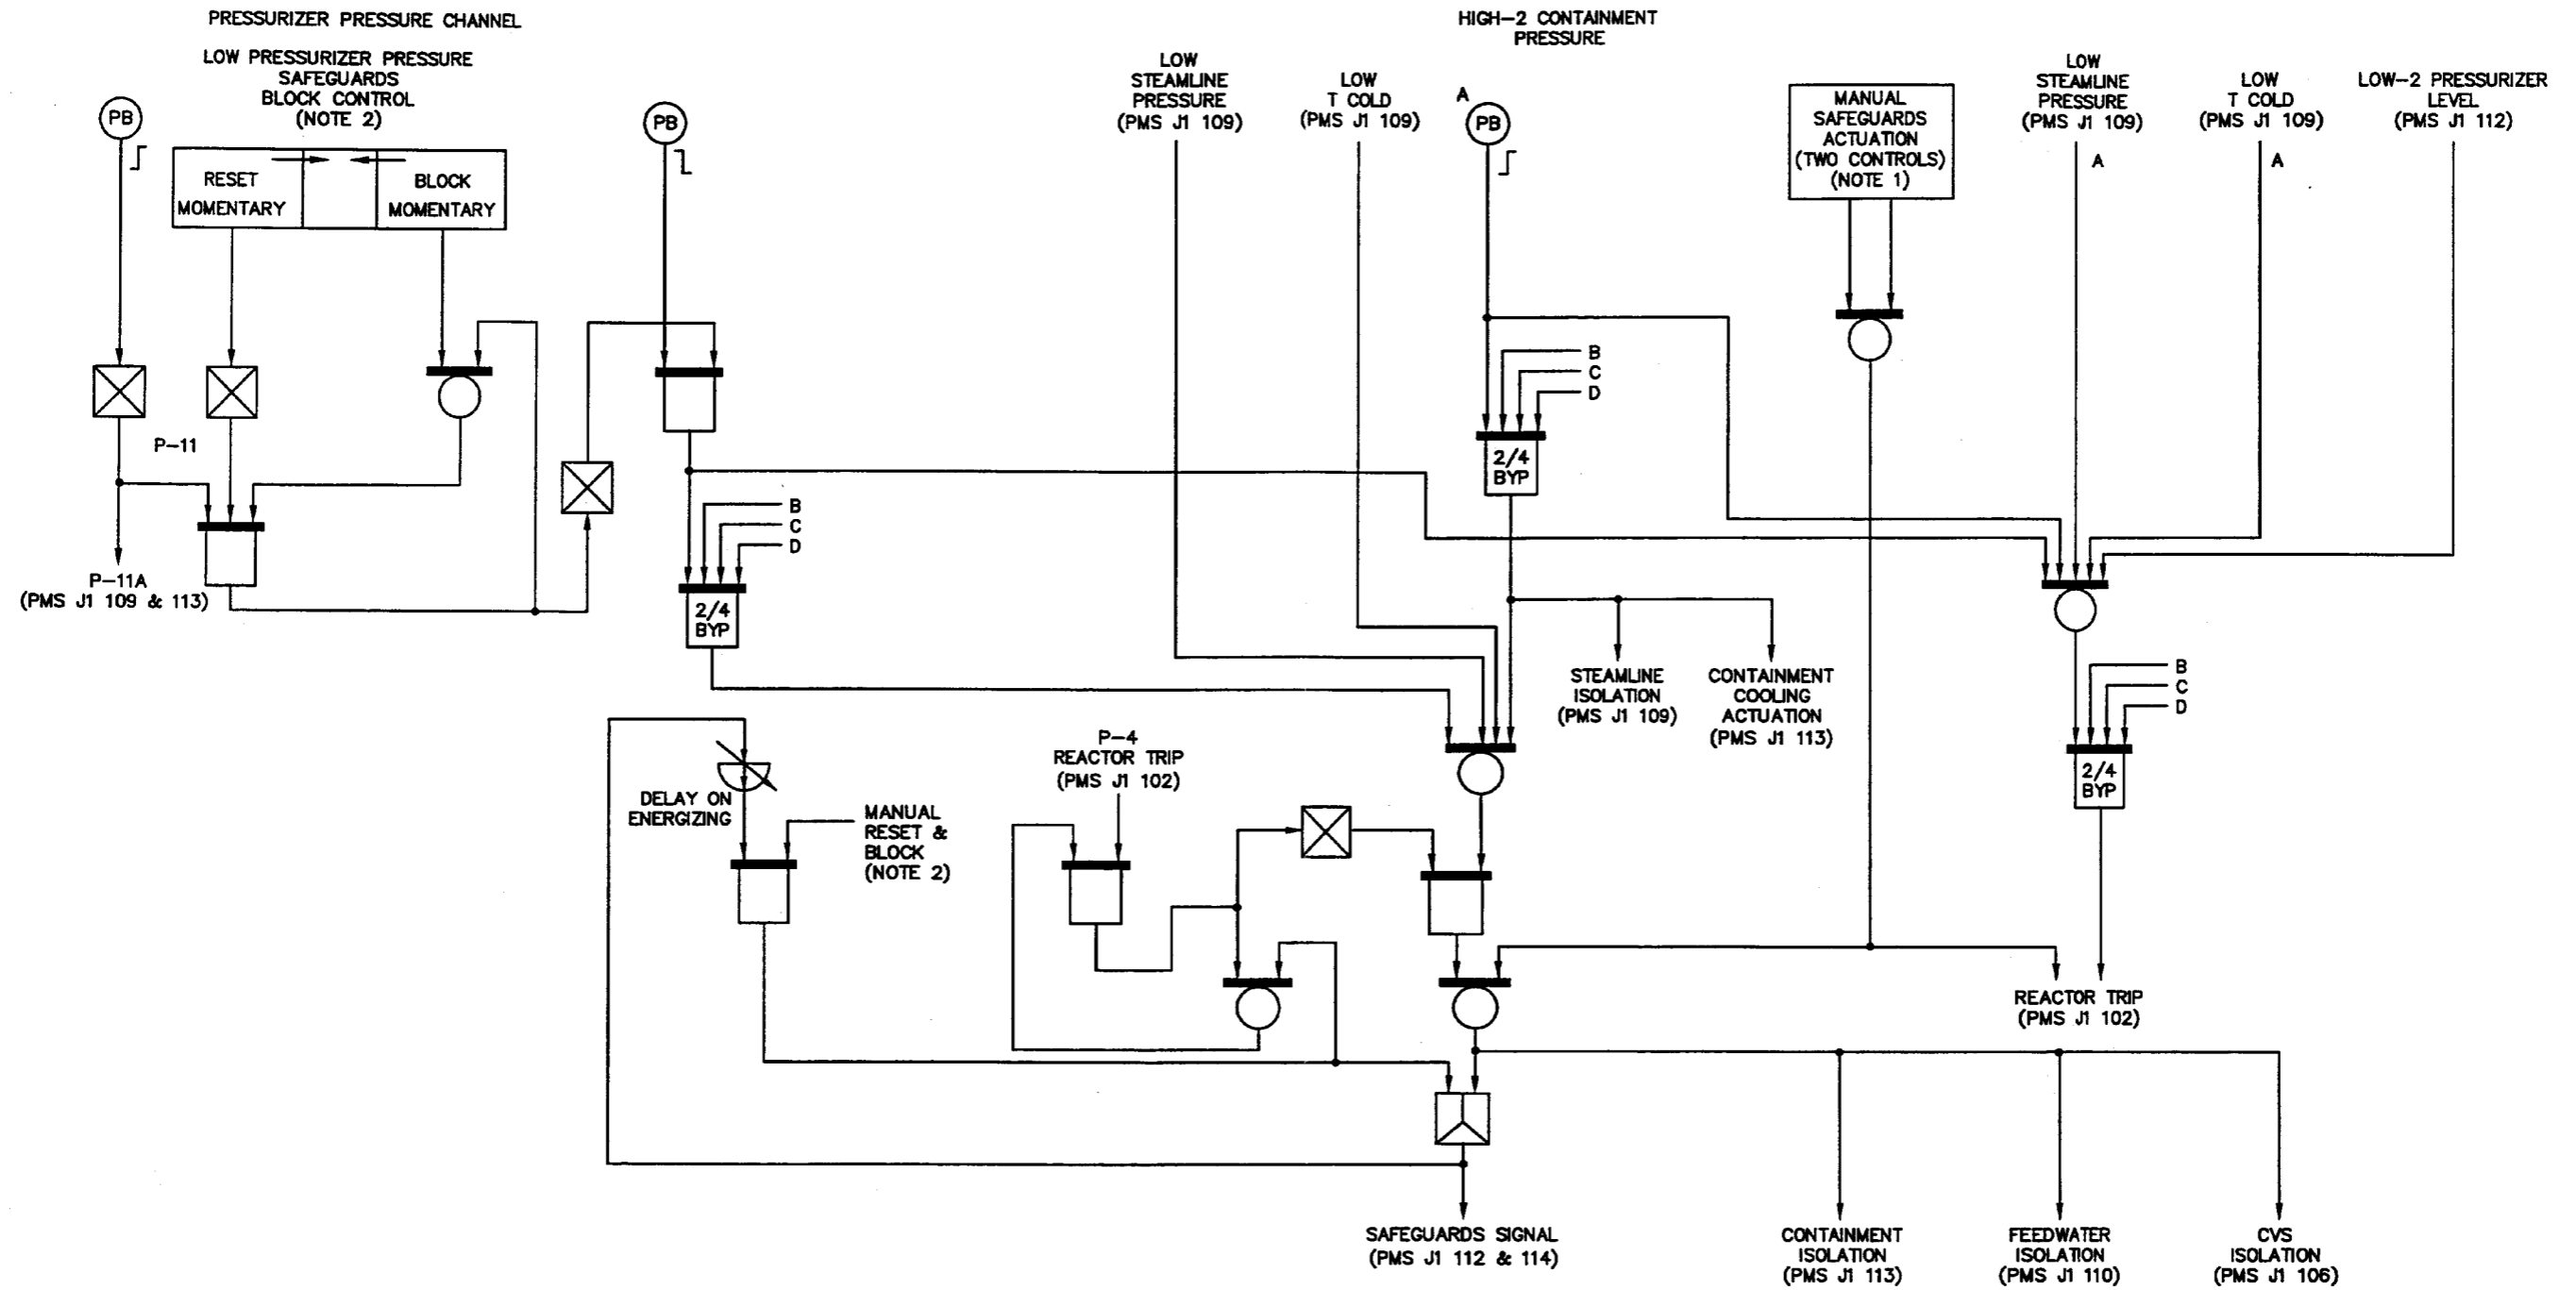 PRESSURIZER PRESSURE CHANNEL
LOW PRESSURIZER PRESSURE
SAFEGUARDS
BLOCK CONTROL
(NOTE 2)
PB
RESET
MOMENTARY
BLOCK
MOMENTARY
P-11
P-11A
(PMS J1 109 & 113)
PB
B
C
D
2/4
BYP
LOW
STEAMLINE
PRESSURE
(PMS J1 109)
LOW
T COLD
(PMS J1 109)
HIGH-2 CONTAINMENT
PRESSURE
A
PB
B
C
D
2/4
BYP
MANUAL
SAFEGUARDS
ACTUATION
(TWO CONTROLS)
(NOTE 1)
LOW
STEAMLINE
PRESSURE
(PMS J1 109)
A
LOW
T COLD
(PMS J1 109)
A
LOW-2 PRESSURIZER
LEVEL
(PMS J1 112)
STEAMLINE
ISOLATION
(PMS J1 109)
CONTAINMENT
COOLING
ACTUATION
(PMS J1 113)
B
C
D
2/4
BYP
DELAY ON
ENERGIZING
MANUAL
RESET &
BLOCK
(NOTE 2)
P-4
REACTOR TRIP
(PMS J1 102)
REACTOR TRIP
(PMS J1 102)
SAFEGUARDS SIGNAL
(PMS J1 112 & 114)
CONTAINMENT
ISOLATION
(PMS J1 113)
FEEDWATER
ISOLATION
(PMS J1 110)
CVS
ISOLATION
(PMS J1 106)